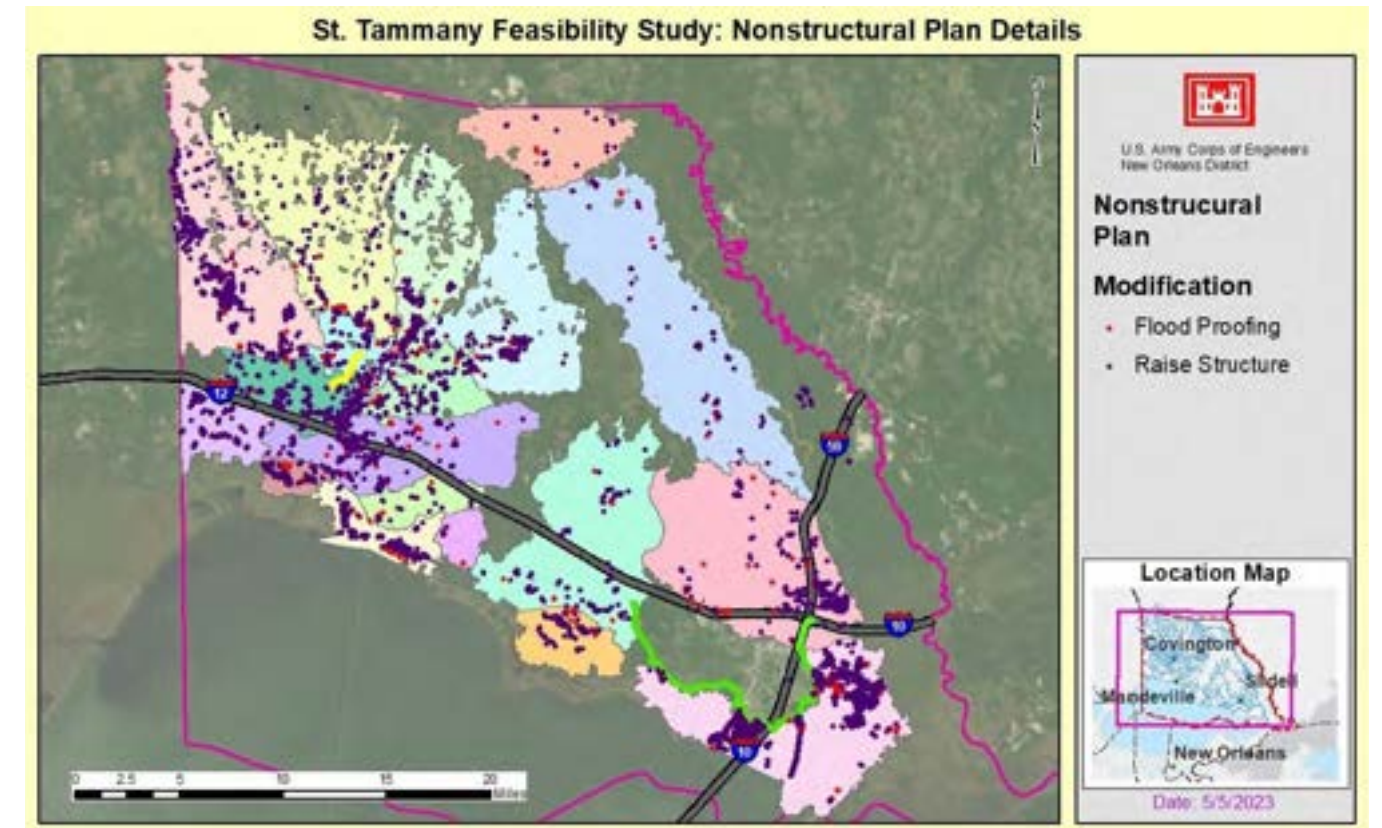 St. Tammany Feasibility Study: Nonstructural Plan Details
U.S. Army Corps of Engineers
New Orleans District
Nonstrucural
Plan
Modification
Flood Proofing
Raise Structure
12
59
10
10
0 2.5 5 10 15 20
Miles
Location Map
Covington
Slidell
Mandeville
New Orleans
Date: 5/5/2023